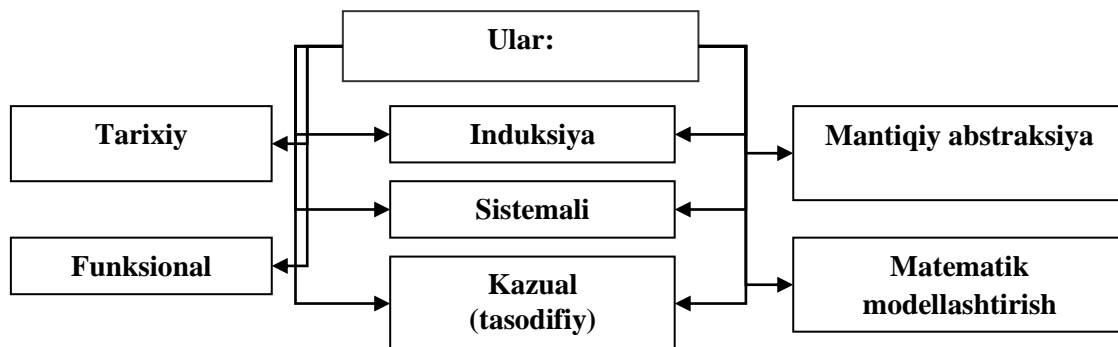 Ular:
Tarixiy
Induksiya
Mantiqiy abstraksiya
Sistemali
Funksional
Kazual
(tasodifiy)
Matematik
modellashtirish